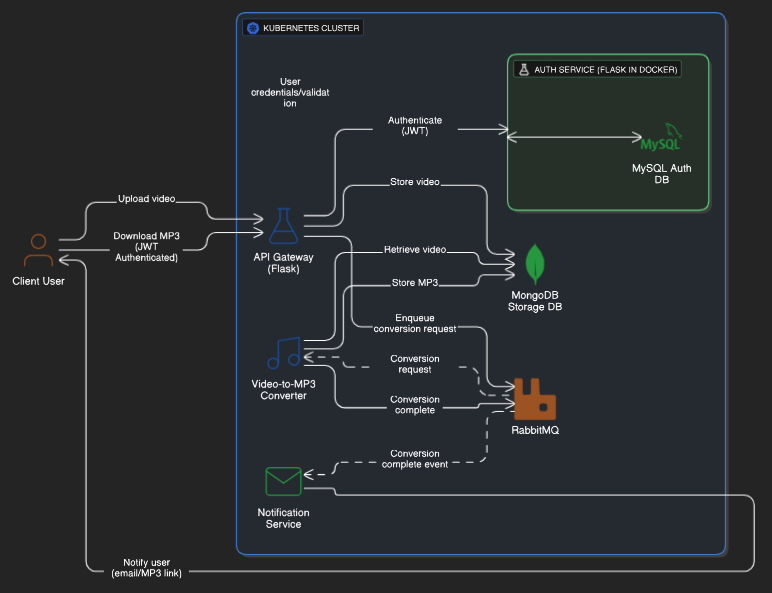 KUBERNETES CLUSTER
AUTH SERVICE (FLASK IN DOCKER)
User
credentials/validat
ion
Authenticate
(JWT)
MySQL
MySQL Auth
DB
Upload video
Store video
Download MP3
(JWT
Authenticated)
Client User
API Gateway
(Flask)
Retrieve video
Store MP3
MongoDB
Storage DB
Enqueue
conversion request
Conversion
request
Video-to-MP3
Converter
Conversion
complete
RabbitMQ
Conversion
complete event
Notification
Service
Notify user
(email/MP3 link)